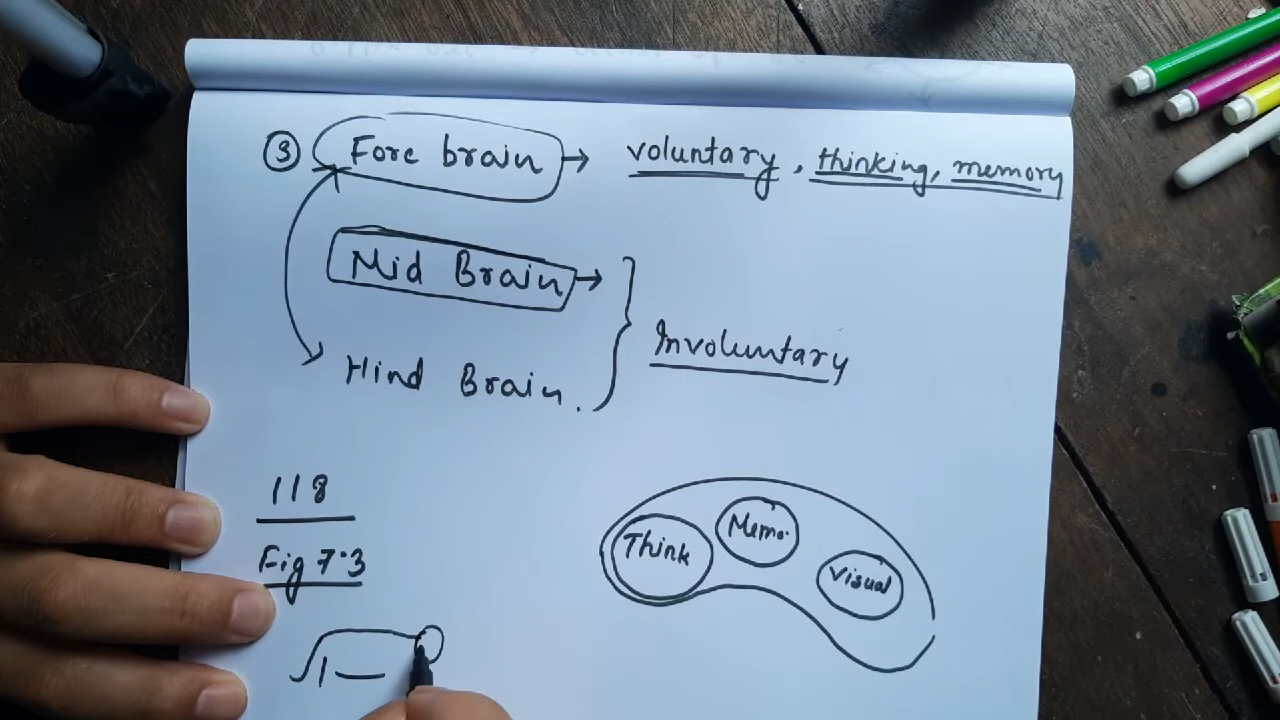 ③ Fore brain → voluntary, thinking, memory
Mid Brain →
Involuntary
Hind Brain.
118
Fig 7.3
Think
Memo.
Visual